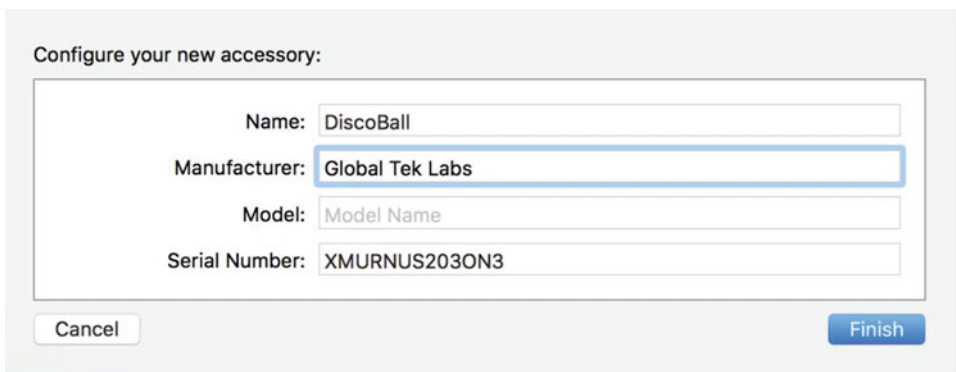 Configure your new accessory:
Name: DiscoBall
Manufacturer: Global Tek Labs
Model: Model Name
Serial Number: XMURNUS203ON3
Cancel Finish